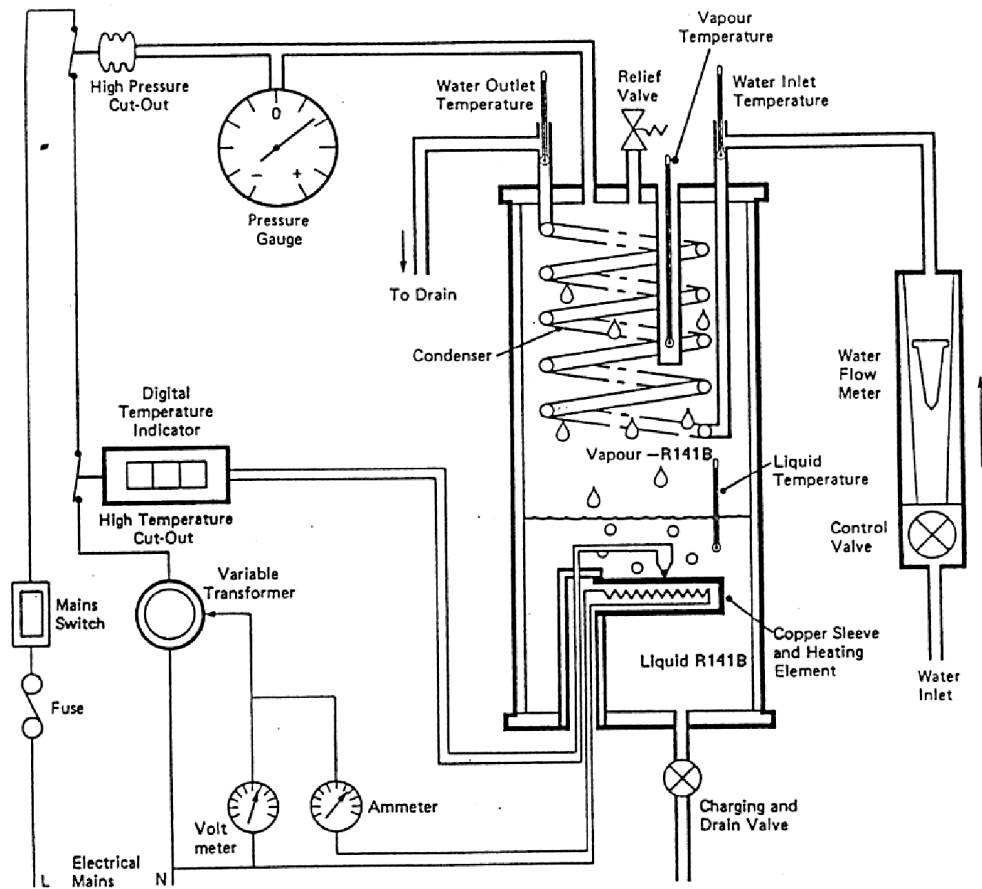 Vapour
Temperature
High Pressure
Cut-Out
Water Outlet
Temperature
Relief
Valve
Water Inlet
Temperature
0
-
+
Pressure
Gauge
To Drain
Condenser
Water
Flow
Meter
Digital
Temperature
Indicator
Vapour -R141B
Liquid
Temperature
High Temperature
Cut-Out
Control
Valve
Variable
Transformer
Mains
Switch
Copper Sleeve
and Heating
Element
Liquid R141B
Water
Inlet
Fuse
Volt
meter
Ammeter
Charging and
Drain Valve
L
Electrical
Mains
N